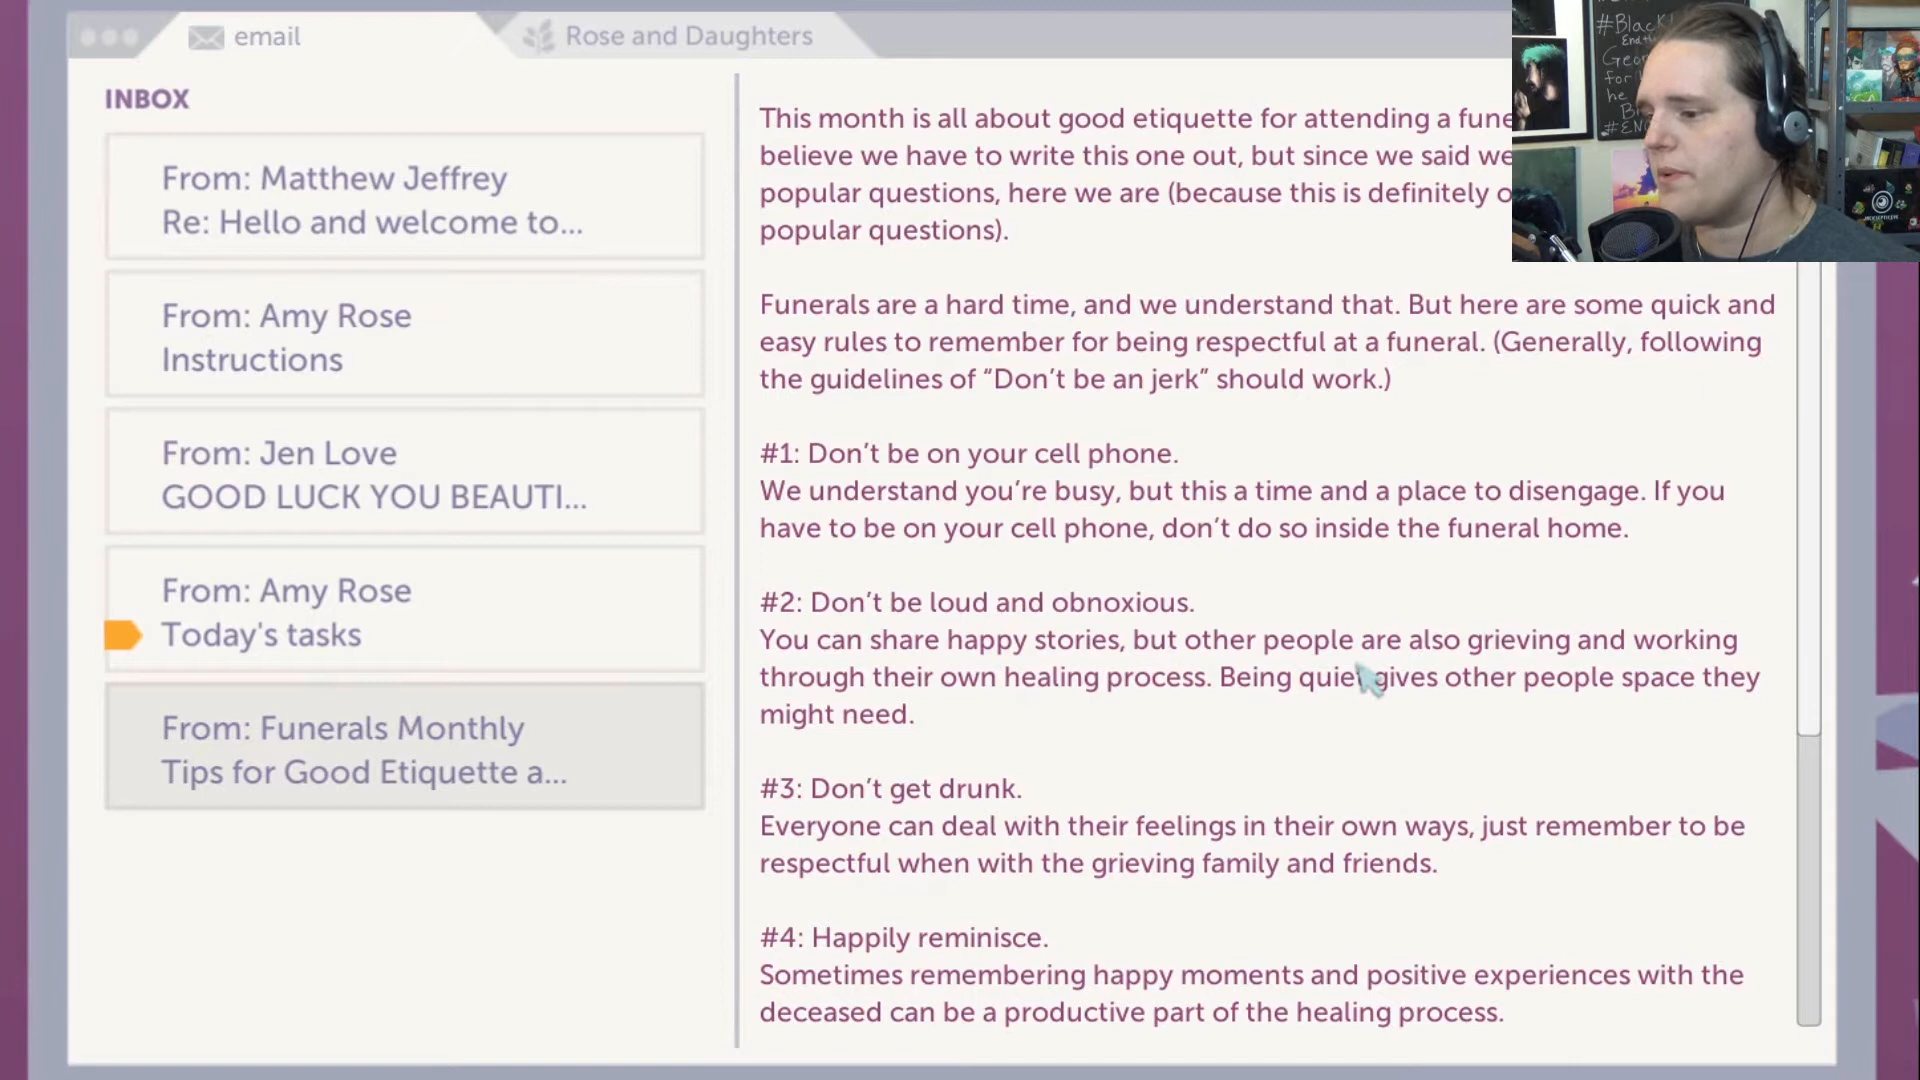 email
Rose and Daughters
INBOX
From: Matthew Jeffrey
Re: Hello and welcome to...
From: Amy Rose
Instructions
From: Jen Love
GOOD LUCK YOU BEAUTI...
From: Amy Rose
Today's tasks
From: Funerals Monthly
Tips for Good Etiquette a...
This month is all about good etiquette for attending a fune
believe we have to write this one out, but since we said we
popular questions, here we are (because this is definitely o
popular questions).
Funerals are a hard time, and we understand that. But here are some quick and
easy rules to remember for being respectful at a funeral. (Generally, following
the guidelines of “Don’t be an jerk” should work.)
#1: Don’t be on your cell phone.
We understand you’re busy, but this a time and a place to disengage. If you
have to be on your cell phone, don’t do so inside the funeral home.
#2: Don’t be loud and obnoxious.
You can share happy stories, but other people are also grieving and working
through their own healing process. Being quiet gives other people space they
might need.
#3: Don’t get drunk.
Everyone can deal with their feelings in their own ways, just remember to be
respectful when with the grieving family and friends.
#4: Happily reminisce.
Sometimes remembering happy moments and positive experiences with the
deceased can be a productive part of the healing process.
#Black
End the
Geor
for
he
B
#EN